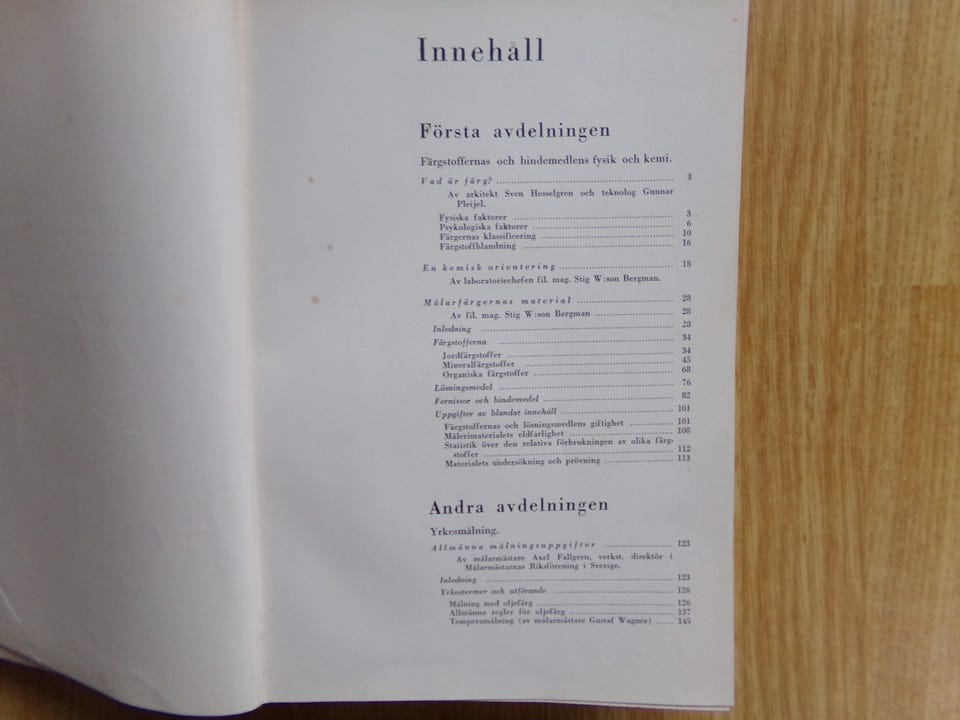 Innehåll
Första avdelningen
Färgstoffernas och bindemedlens fysik och kemi.
Vad är färg? 3
Av arkitekt Sven Hesselgren och teknolog Gunnar
Pleijel.
Fysiska faktorer 3
Psykologiska faktorer 6
Färgernas klassificering 10
Färgstoffblandning 16
En kemisk orientering 18
Av laboratoriechefen fil. mag. Stig W:son Bergman.
Målarfärgernas material 28
Av fil. mag. Stig W:son Bergman 28
Inledning 28
Färgstofferna 34
Jordfärgstoffer 34
Mineralfärgstoffer 45
Organiska färgstoffer 68
Lösningsmedel 76
Fernissor och bindemedel 82
Uppgifter av blandat innehåll 101
Färgstoffernas och lösningsmedlens giftighet 101
Målerimaterialets eldfarlighet 108
Statistik över den relativa förbrukningen av olika färg-
stoffer 112
Materialets undersökning och prövning 113
Andra avdelningen
Yrkesmålning.
Allmänna målningsuppgifter 123
Av målarmästare Axel Fallgren, verkst. direktör i
Målarmästarnas Riksförening i Sverige.
Inledning 123
Yrkestermer och utförande 126
Målning med oljefärg 126
Allmänna regler för oljefärg 137
Temperamålning (av målarmästare Gustaf Wagner) 145